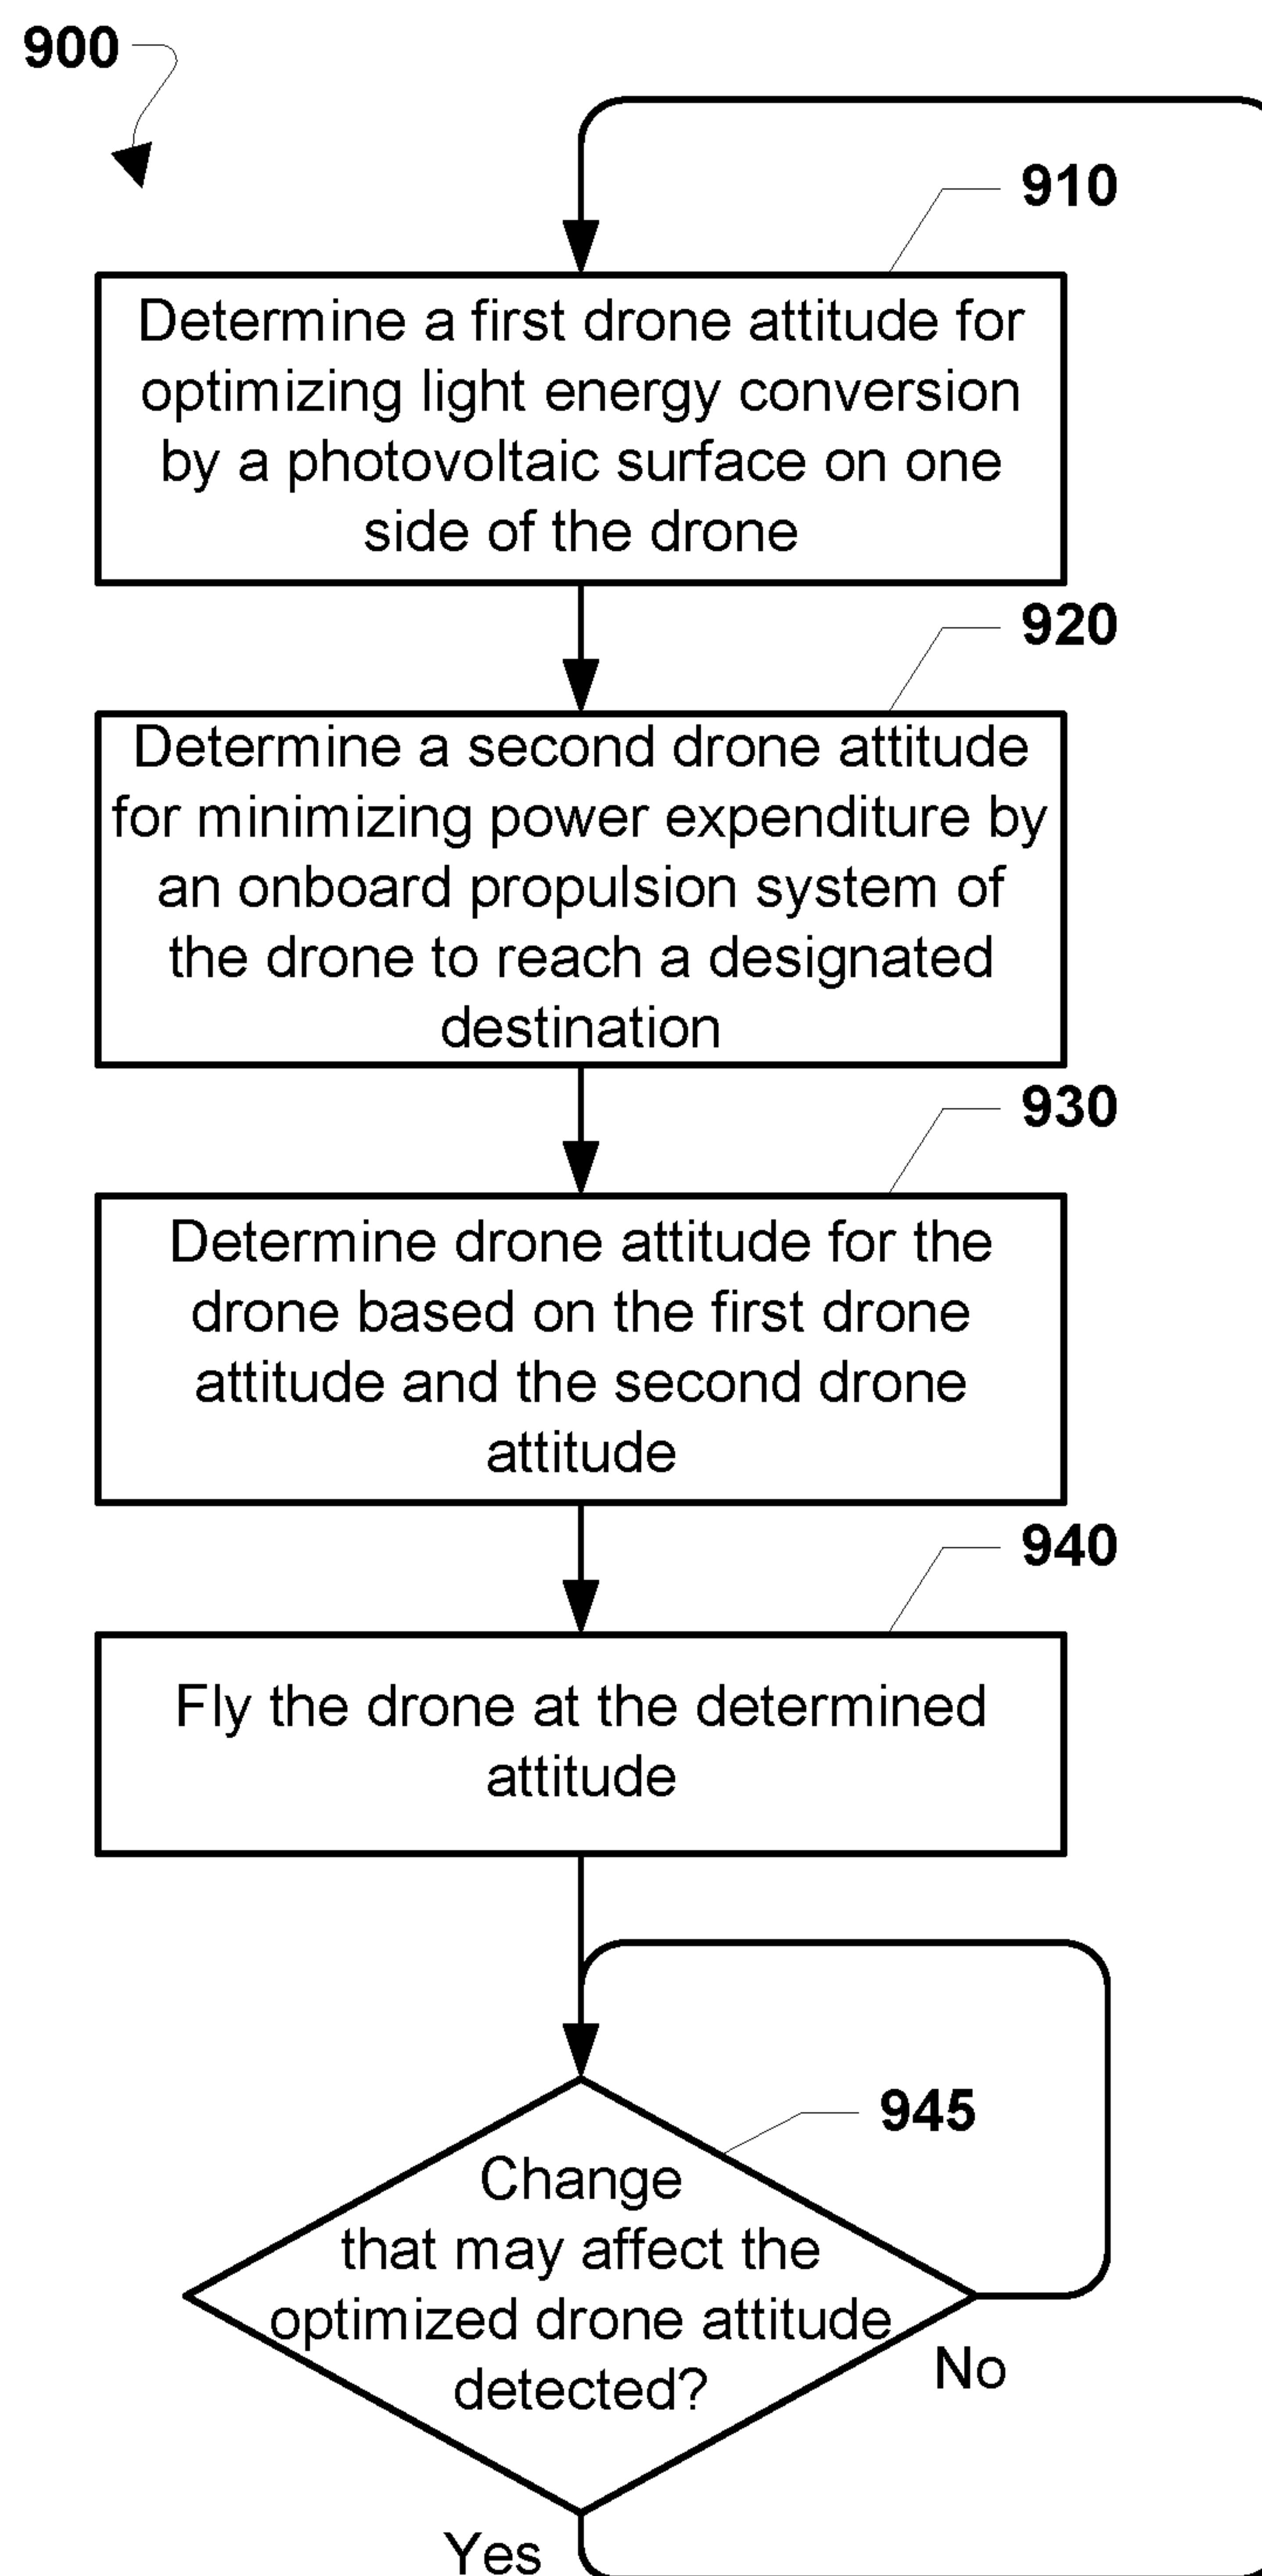 900
910
Determine a first drone attitude for
optimizing light energy conversion
by a photovoltaic surface on one
side of the drone
920
Determine a second drone attitude
for minimizing power expenditure by
an onboard propulsion system of
the drone to reach a designated
destination
930
Determine drone attitude for the
drone based on the first drone
attitude and the second drone
attitude
940
Fly the drone at the determined
attitude
945
Change
that may affect the
optimized drone attitude
detected?
No
Yes